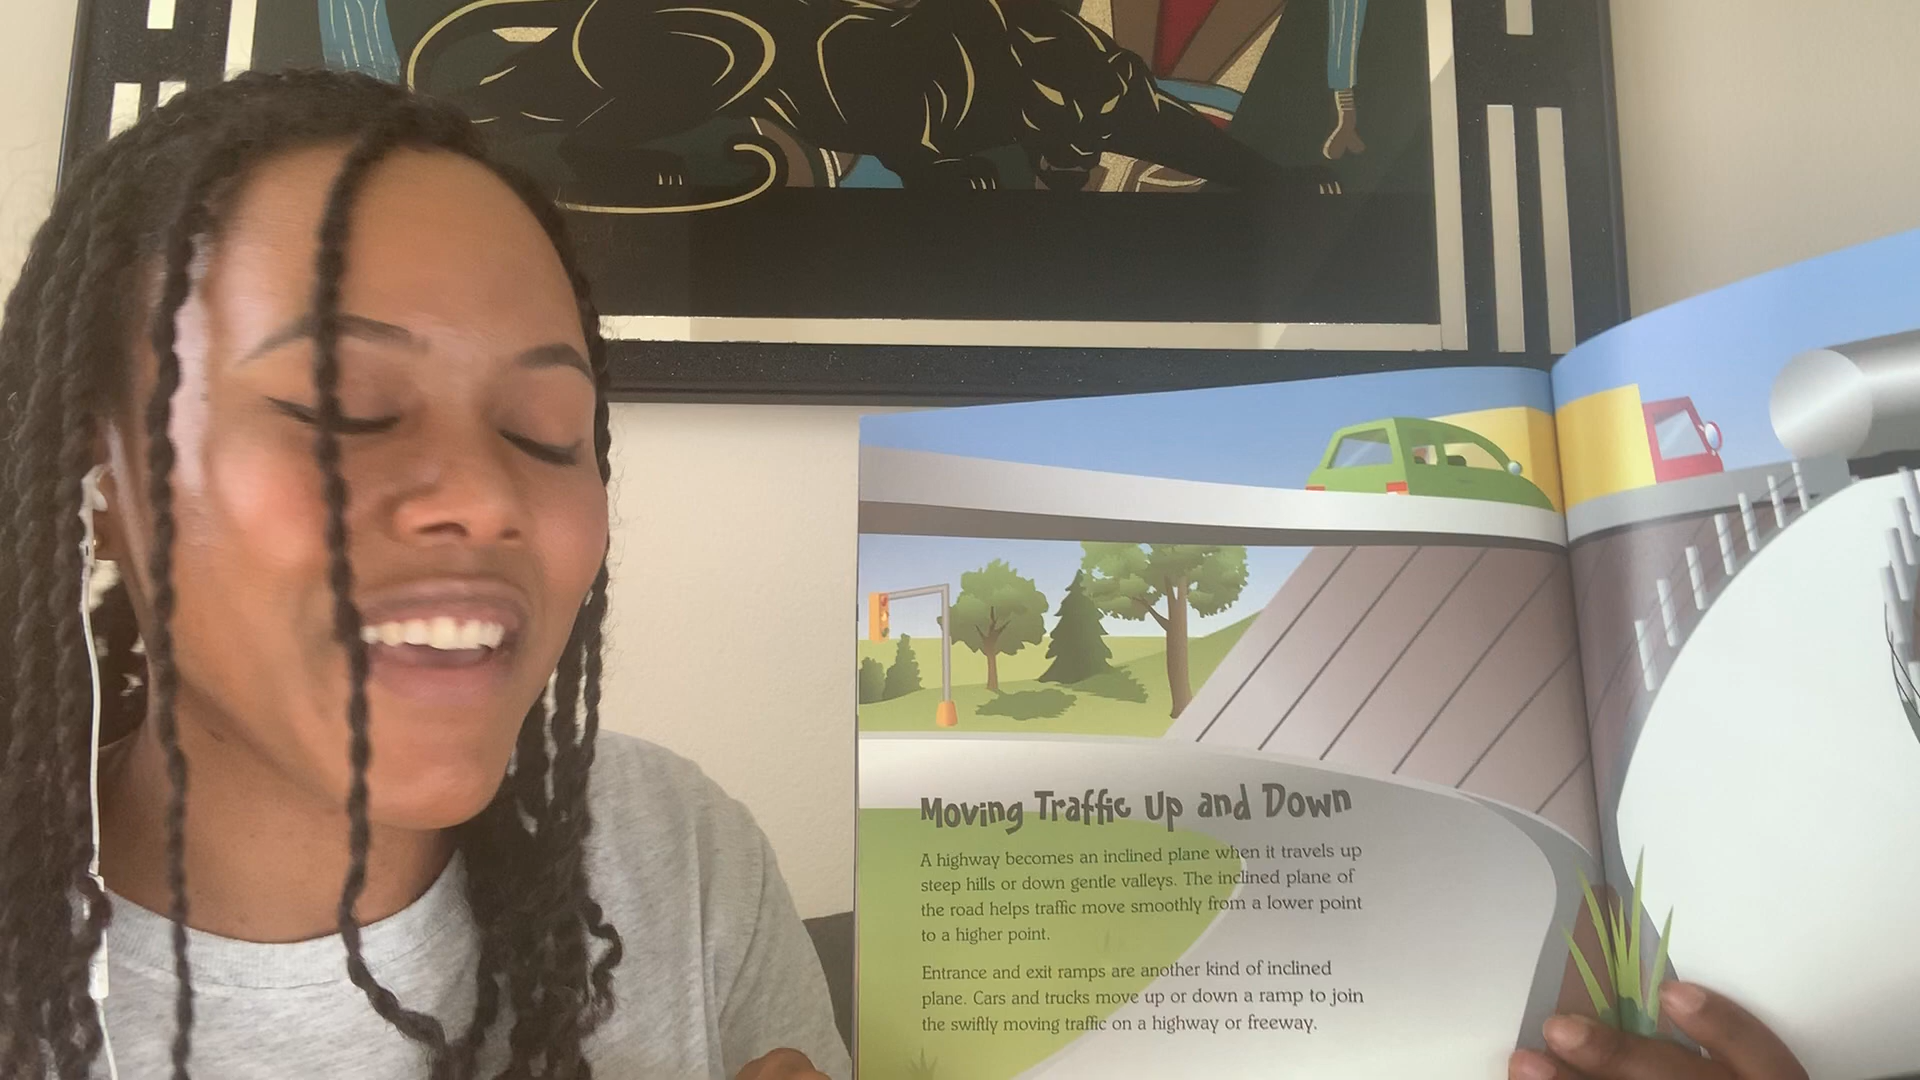 Moving Traffic Up and Down
A highway becomes an inclined plane when it travels up
steep hills or down gentle valleys. The inclined plane of
the road helps traffic move smoothly from a lower point
to a higher point.
Entrance and exit ramps are another kind of inclined
plane. Cars and trucks move up or down a ramp to join
the swiftly moving traffic on a highway or freeway.